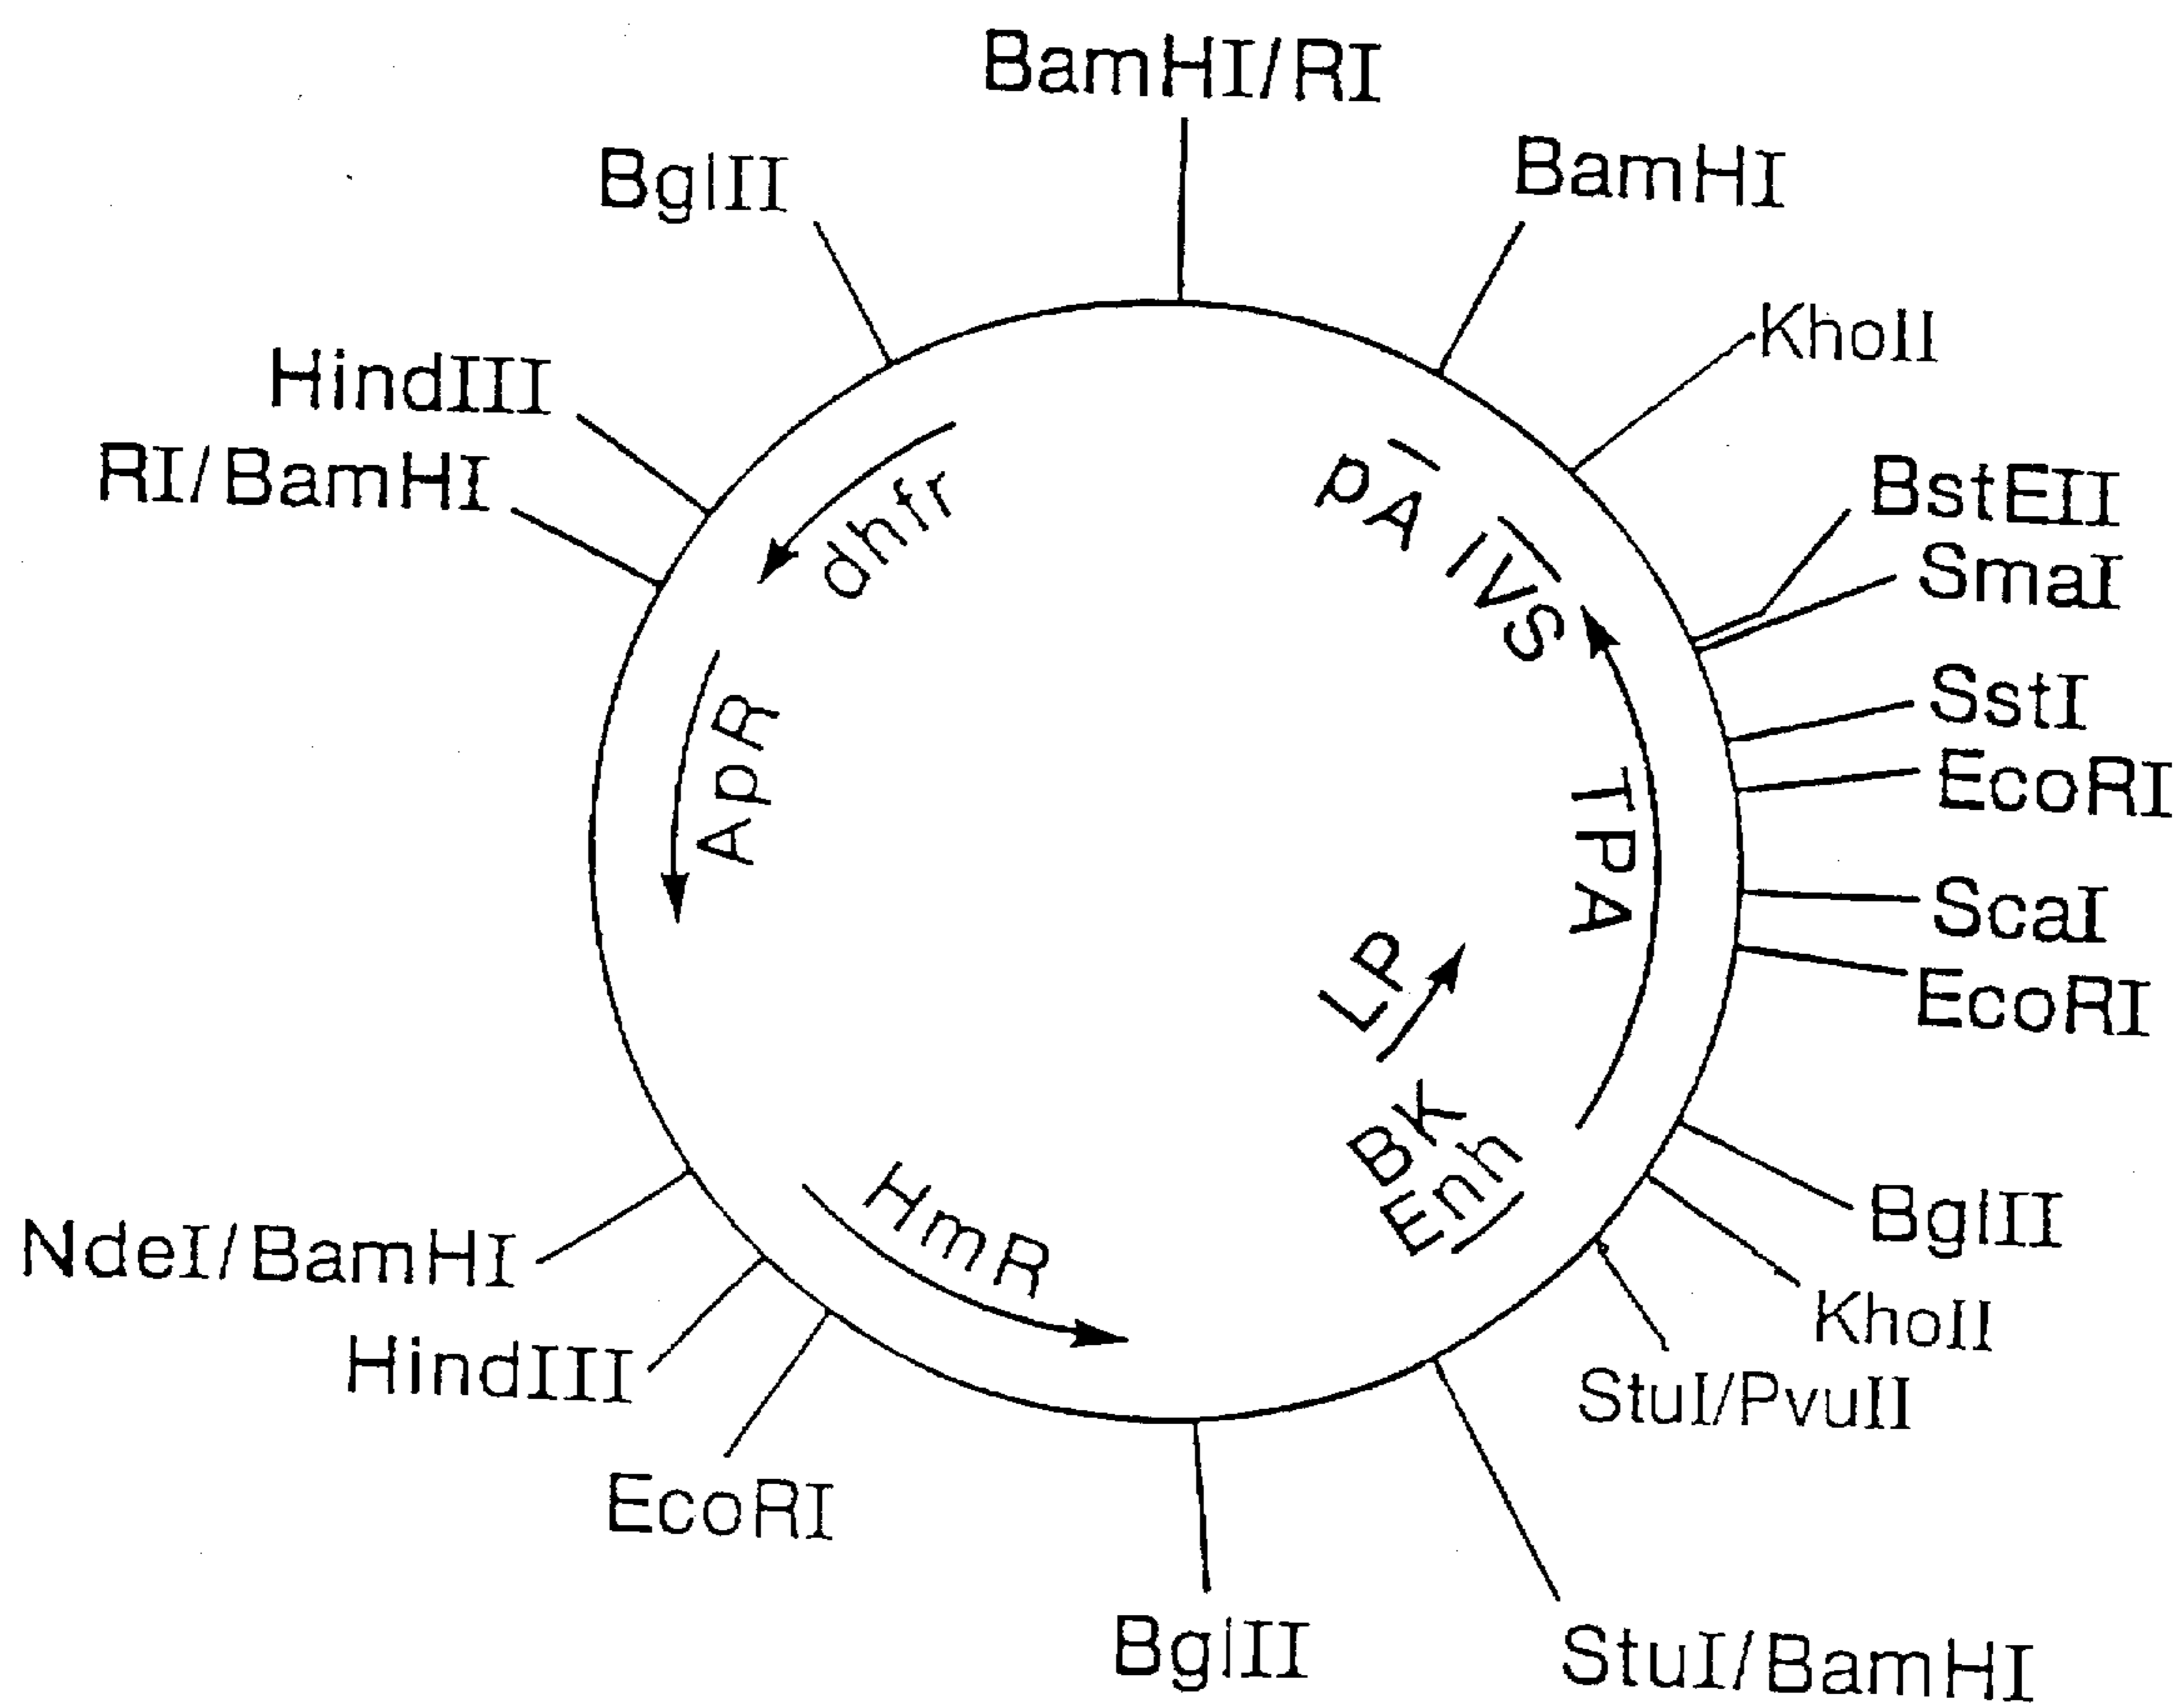 BamHI/RI
BamHI
KhoII
BstEII
SmaI
SstI
EcoRI
ScaI
EcoRI
BglII
KhoII
StuI/PvuII
StuI/BamHI
BglII
EcoRI
HindIII
NdeI/BamHI
RI/BamHI
HindIII
BglII
dhfr
ApR
HmR
BK
Enh
LP
TPA
IVS
pA